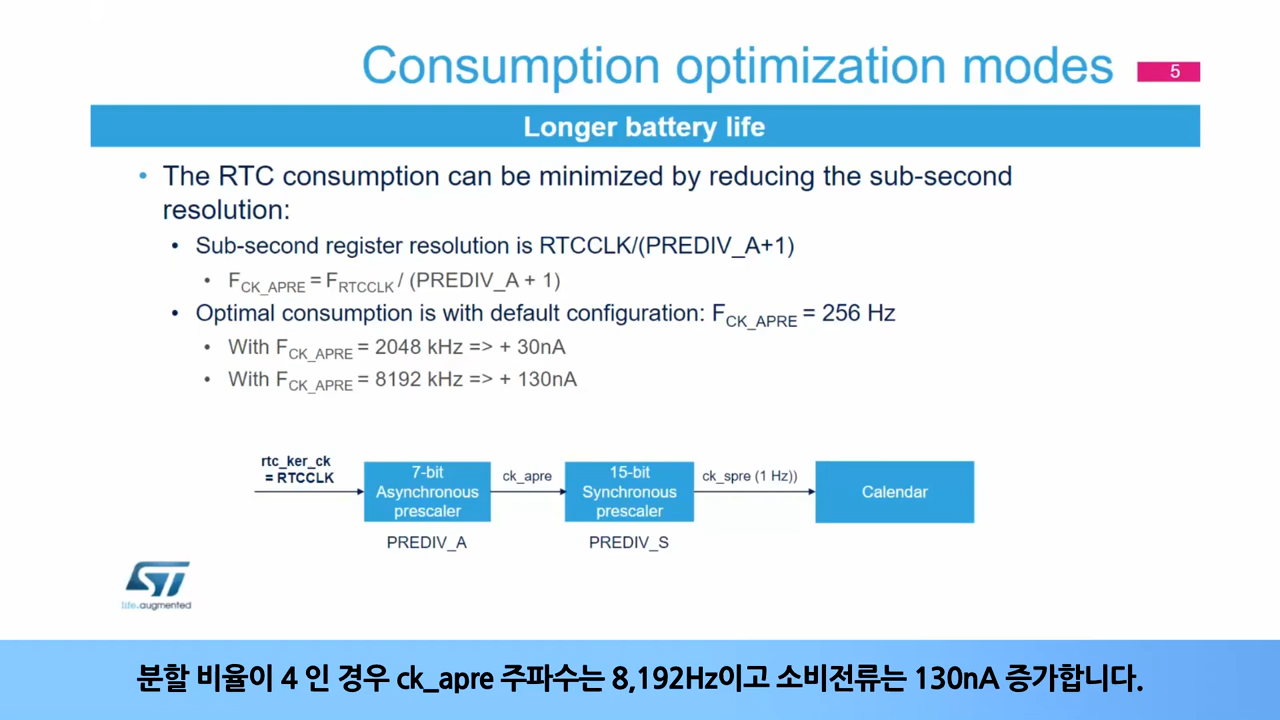 Consumption optimization modes
5
Longer battery life
• The RTC consumption can be minimized by reducing the sub-second
resolution:
• Sub-second register resolution is RTCCLK/(PREDIV_A+1)
• FCK_APRE = FRTCCLK / (PREDIV_A + 1)
• Optimal consumption is with default configuration: FCK_APRE = 256 Hz
• With FCK_APRE = 2048 kHz => + 30nA
• With FCK_APRE = 8192 kHz => + 130nA
rtc_ker_ck
= RTCCLK
7-bit
Asynchronous
prescaler
PREDIV_A
ck_apre
15-bit
Synchronous
prescaler
PREDIV_S
ck_spre (1 Hz))
Calendar
ST
life.augmented
분할 비율이 4 인 경우 ck_apre 주파수는 8,192Hz이고 소비전류는 130nA 증가합니다.